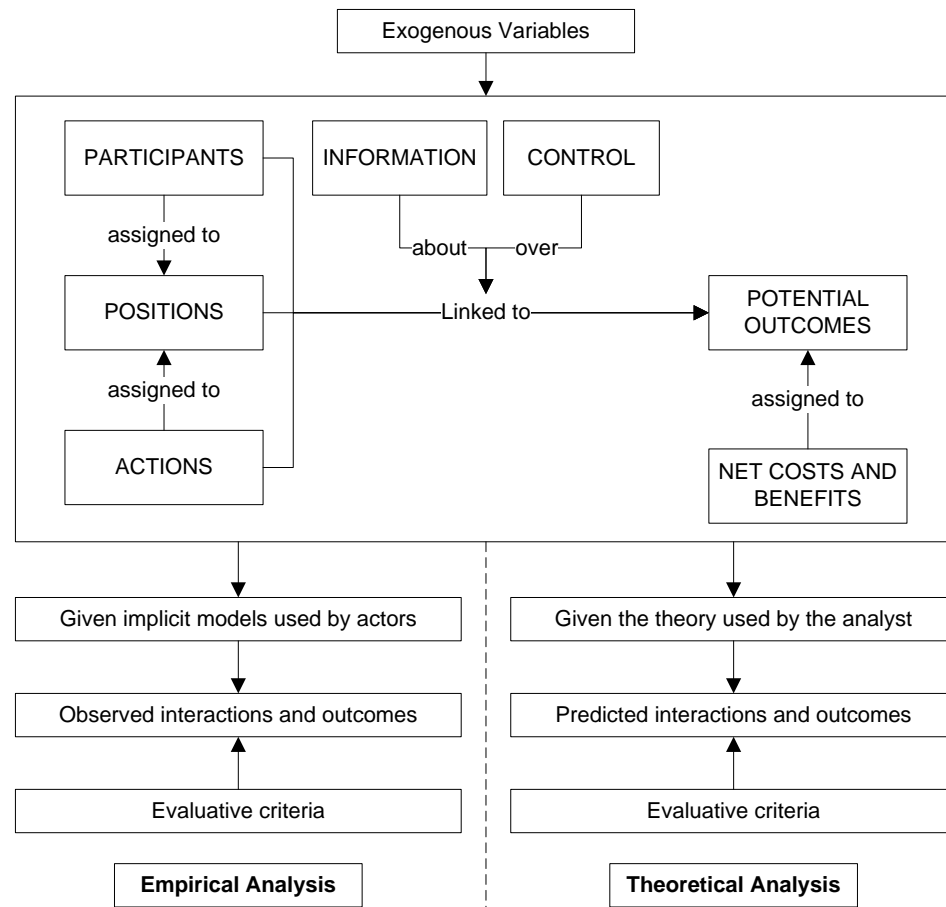 Exogenous Variables
PARTICIPANTS
INFORMATION
CONTROL
assigned to
about
over
POSITIONS
Linked to
POTENTIAL
OUTCOMES
assigned to
assigned to
ACTIONS
NET COSTS AND
BENEFITS
Given implicit models used by actors
Given the theory used by the analyst
Observed interactions and outcomes
Predicted interactions and outcomes
Evaluative criteria
Evaluative criteria
Empirical Analysis
Theoretical Analysis